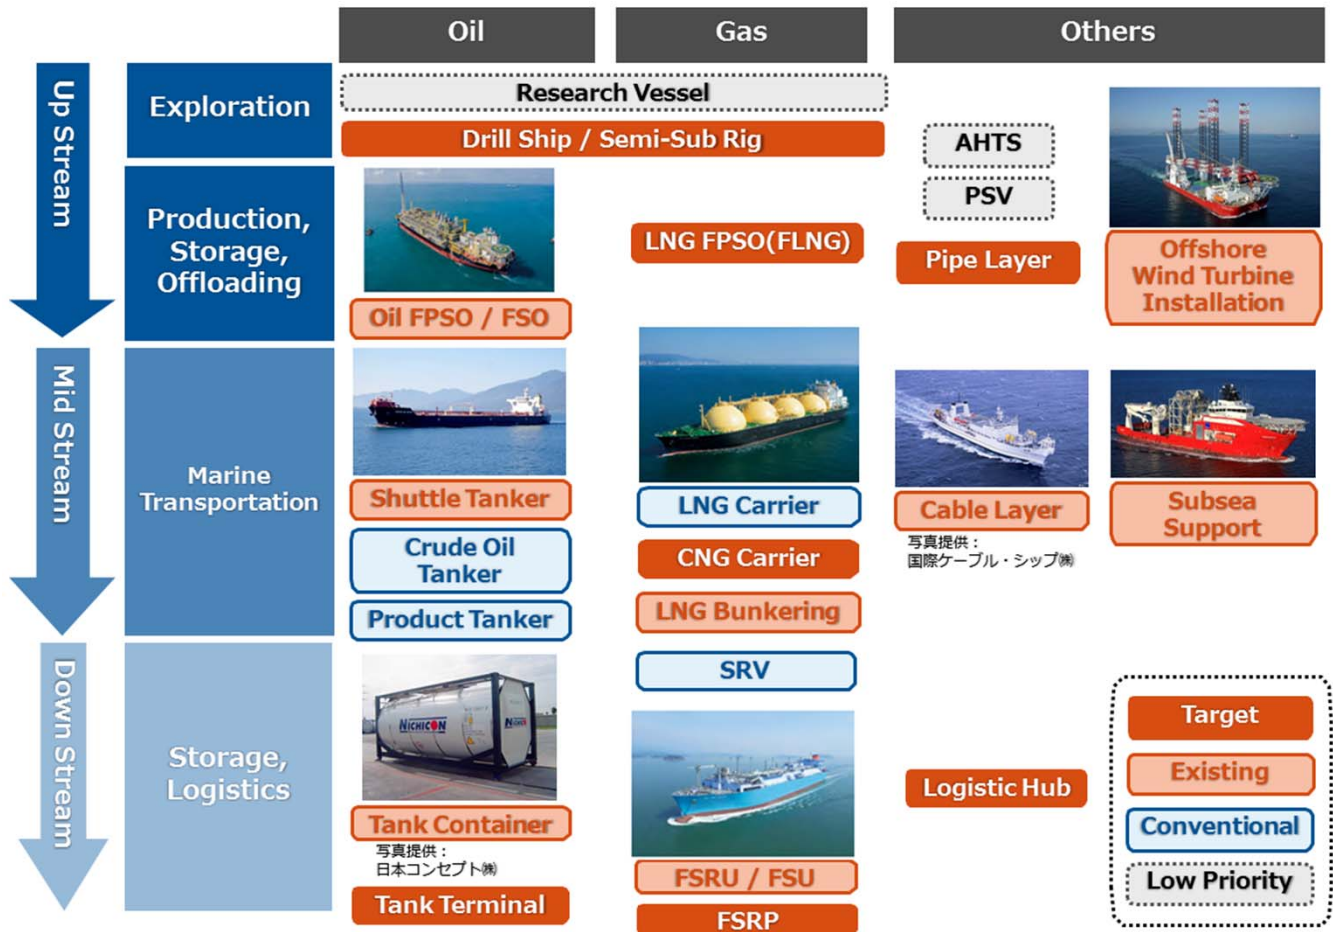 Oil
Gas
Others
Up Stream
Exploration
Research Vessel
Drill Ship / Semi-Sub Rig
AHTS
PSV
Production,
Storage,
Offloading
LNG FPSO(FLNG)
Pipe Layer
Offshore
Wind Turbine
Installation
Oil FPSO / FSO
Mid Stream
Marine
Transportation
Shuttle Tanker
LNG Carrier
Cable Layer
写真提供：
国際ケーブル・シップ㈱
Subsea
Support
Crude Oil
Tanker
CNG Carrier
Product Tanker
LNG Bunkering
Down Stream
Storage,
Logistics
SRV
NICHICON
NICHICON
Tank Container
写真提供：
日本コンセプト㈱
Tank Terminal
FSRU / FSU
FSRP
Logistic Hub
Target
Existing
Conventional
Low Priority